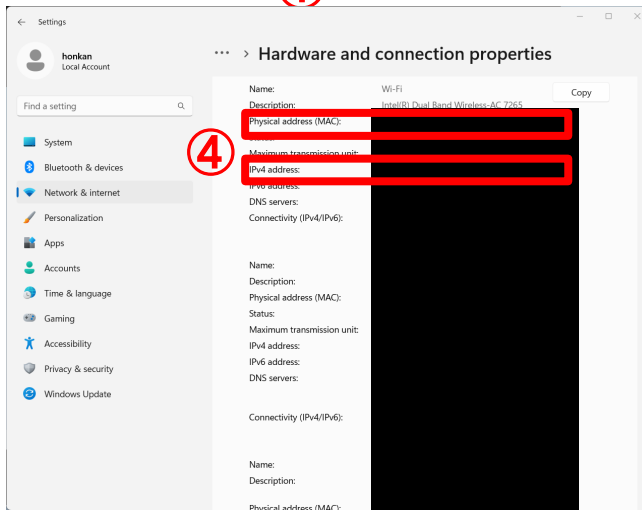 Settings
honkan
Local Account
Find a setting
System
Bluetooth & devices
Network & internet
Personalization
Apps
Accounts
Time & language
Gaming
Accessibility
Privacy & security
Windows Update
... > Hardware and connection properties
Copy
Name: Wi-Fi
Description: Intel(R) Dual Band Wireless-AC 7265
Physical address (MAC):
④
Maximum transmission unit:
IPv4 address:
IPv6 address:
DNS servers:
Connectivity (IPv4/IPv6):
Name:
Description:
Physical address (MAC):
Status:
Maximum transmission unit:
IPv4 address:
IPv6 address:
DNS servers:
Connectivity (IPv4/IPv6):
Name:
Description:
Physical address (MAC):